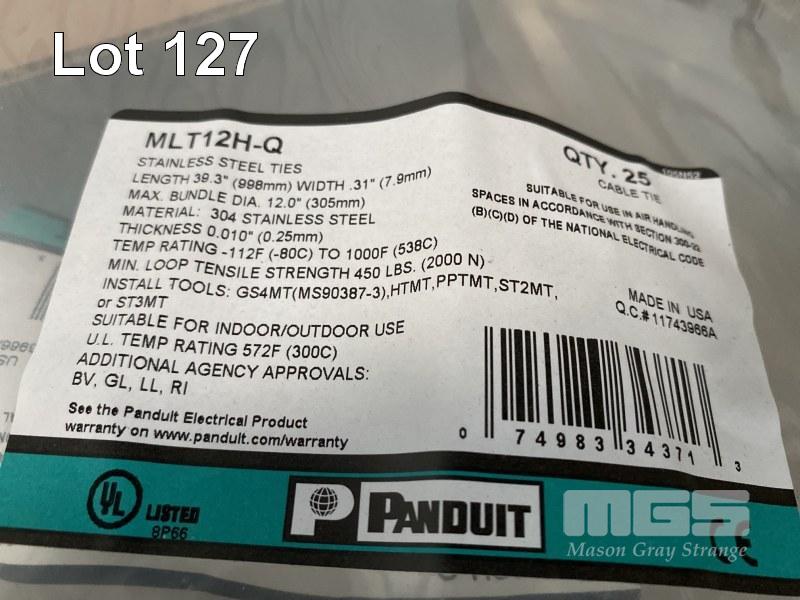 Lot 127
MLT12H-Q
STAINLESS STEEL TIES
LENGTH 39.3" (998mm) WIDTH .31" (7.9mm)
MAX. BUNDLE DIA. 12.0" (305mm)
MATERIAL: 304 STAINLESS STEEL
THICKNESS 0.010" (0.25mm)
TEMP RATING -112F (-80C) TO 1000F (538C)
MIN. LOOP TENSILE STRENGTH 450 LBS. (2000 N)
INSTALL TOOLS: GS4MT(MS90387-3),HTMT,PPTMT,ST2MT,
or ST3MT
SUITABLE FOR INDOOR/OUTDOOR USE
U.L. TEMP RATING 572F (300C)
ADDITIONAL AGENCY APPROVALS:
BV, GL, LL, RI
See the Panduit Electrical Product
warranty on www.panduit.com/warranty
QTY. 25
CABLE TIE
SUITABLE FOR USE IN AIR HANDLING
SPACES IN ACCORDANCE WITH SECTION 300-22
(B)(C)(D) OF THE NATIONAL ELECTRICAL CODE
MADE IN USA
Q.C.# 11743966A
0 74983 34371 3
UL LISTED
8P66
P PANDUIT
CE
MGS
Mason Gray Strange